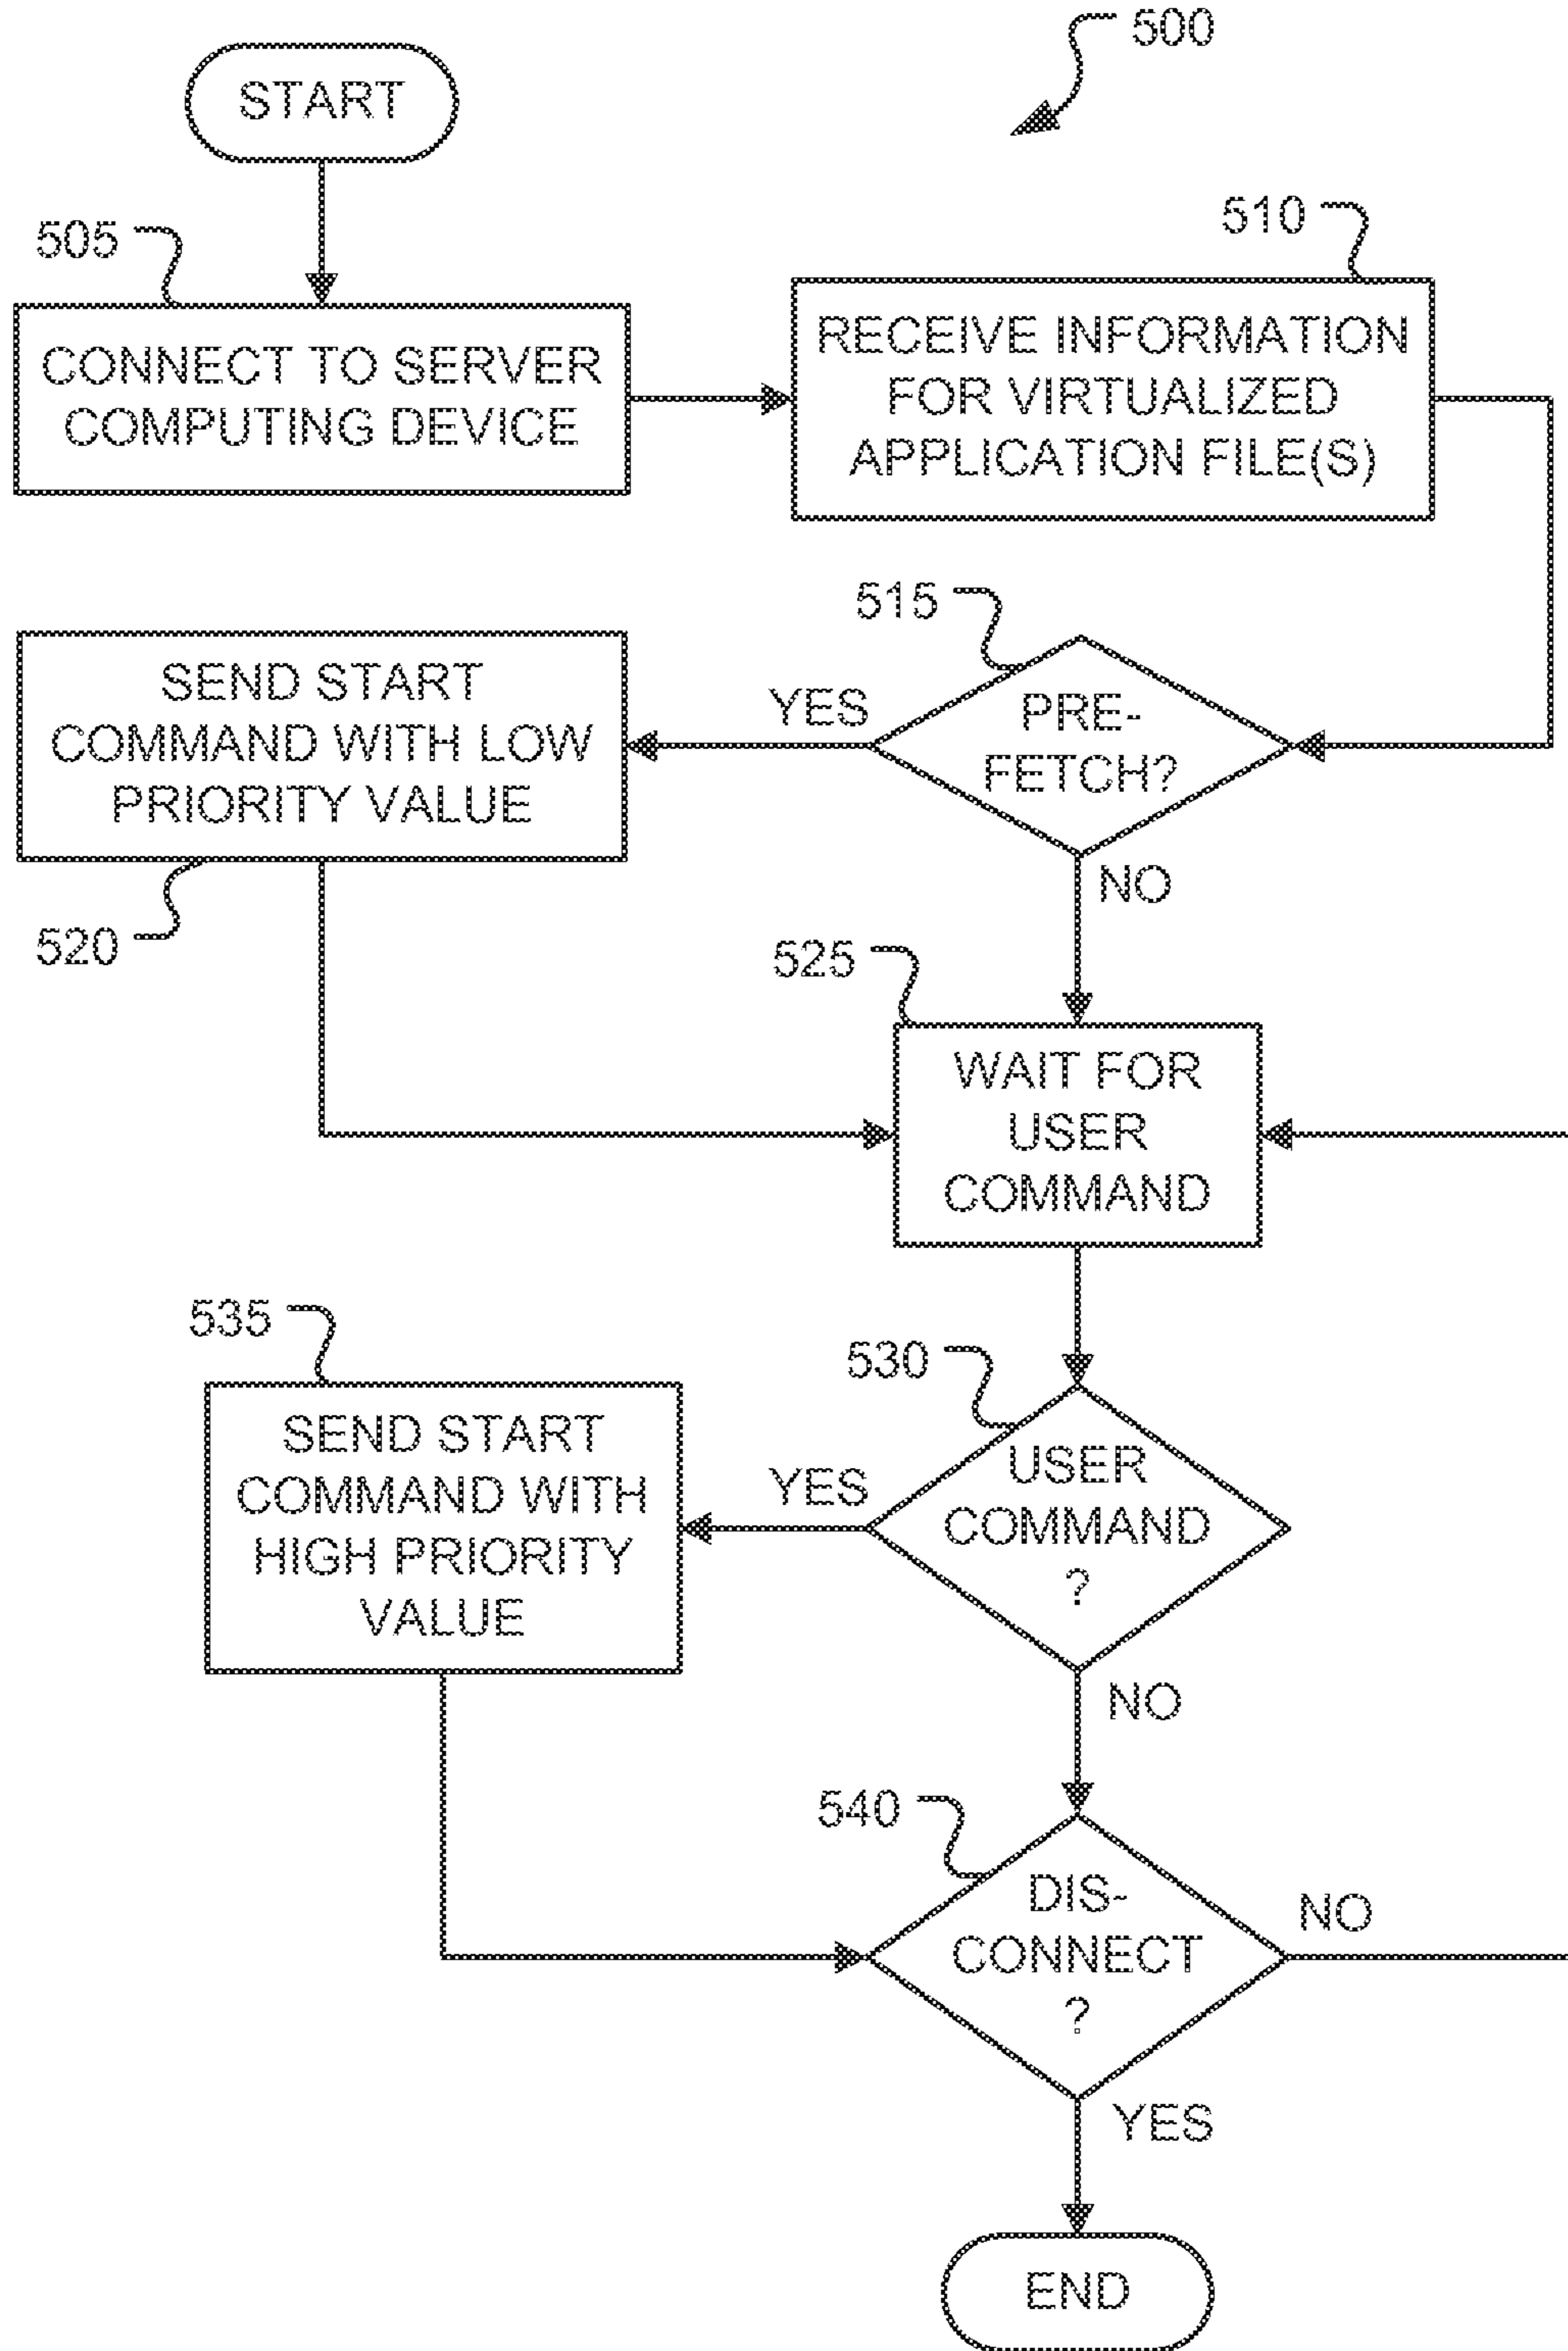 500
START
505
CONNECT TO SERVER
COMPUTING DEVICE
510
RECEIVE INFORMATION
FOR VIRTUALIZED
APPLICATION FILE(S)
515
PRE-
FETCH?
YES
NO
SEND START
COMMAND WITH LOW
PRIORITY VALUE
520
525
WAIT FOR
USER
COMMAND
530
USER
COMMAND
?
YES
NO
535
SEND START
COMMAND WITH
HIGH PRIORITY
VALUE
540
DIS-
CONNECT
?
NO
YES
END